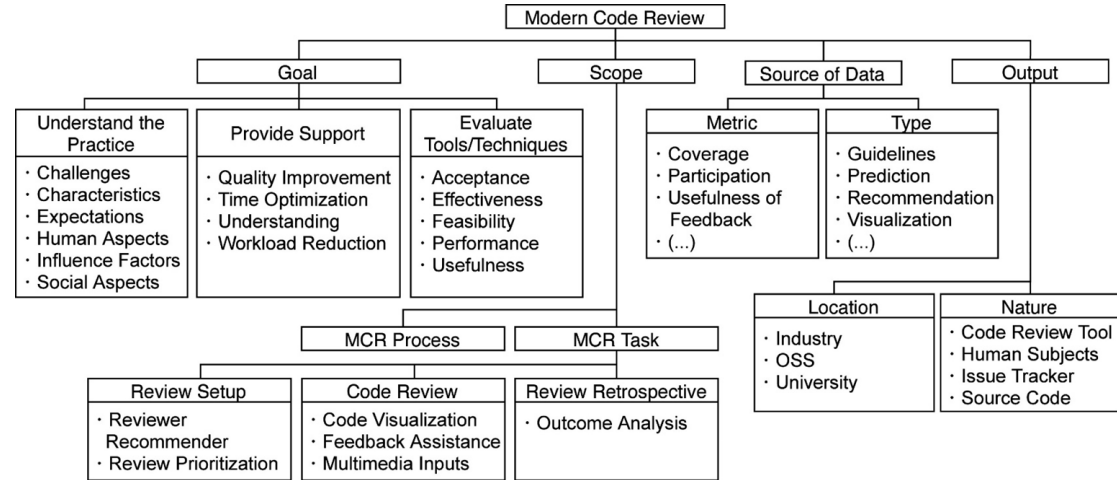 Modern Code Review
Goal
Scope
Source of Data
Output
Understand the
Practice
· Challenges
· Characteristics
· Expectations
· Human Aspects
· Influence Factors
· Social Aspects
Provide Support
· Quality Improvement
· Time Optimization
· Understanding
· Workload Reduction
Evaluate
Tools/Techniques
· Acceptance
· Effectiveness
· Feasibility
· Performance
· Usefulness
Metric
· Coverage
· Participation
· Usefulness of
Feedback
· (...)
Type
· Guidelines
· Prediction
· Recommendation
· Visualization
· (...)
Location
· Industry
· OSS
· University
Nature
· Code Review Tool
· Human Subjects
· Issue Tracker
· Source Code
MCR Process
MCR Task
Review Setup
· Reviewer
Recommender
· Review Prioritization
Code Review
· Code Visualization
· Feedback Assistance
· Multimedia Inputs
Review Retrospective
· Outcome Analysis